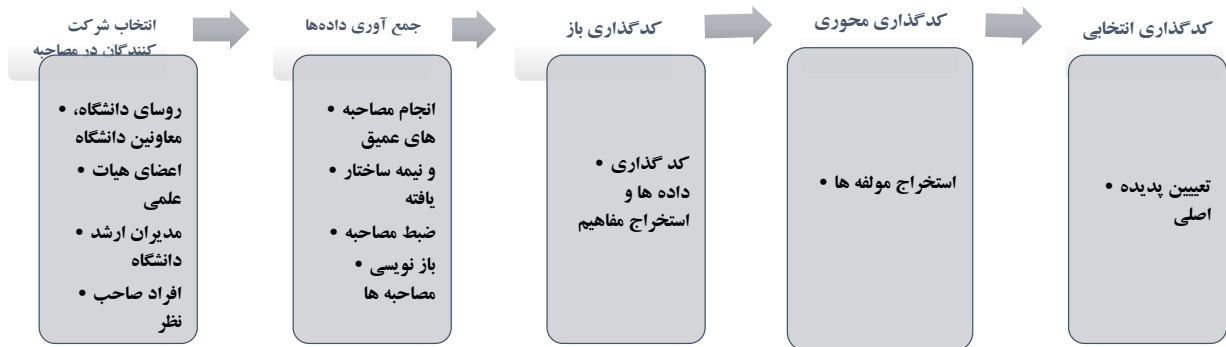 انتخاب شرکت
کنندگان در مصاحبه
روسای دانشگاه، •
معاونین دانشگاه
اعضای هیات •
علمی
مدیران ارشد •
دانشگاه
افراد صاحب •
نظر
جمع آوری داده‌ها
انجام مصاحبه •
های عمیق
و نیمه ساختار •
یافته
ضبط مصاحبه •
باز نویسی •
مصاحبه ها
کدگذاری باز
کد گذاری •
داده ها و
استخراج مفاهیم
کدگذاری محوری
استخراج مولفه ها •
کدگذاری انتخابی
تعییین پدیده •
اصلی